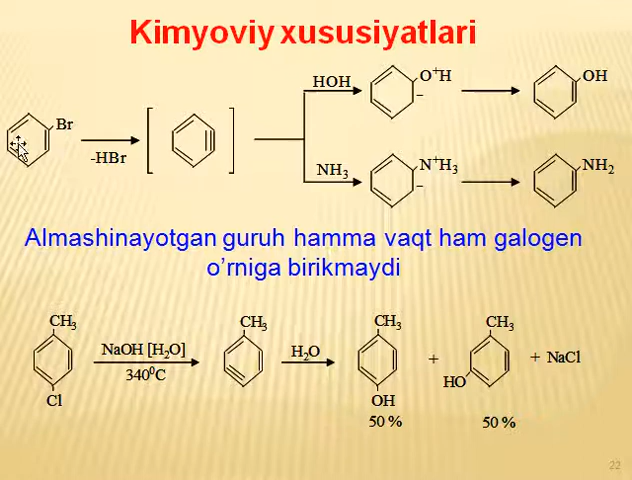 Kimyoviy xususiyatlari
HOH
O⁺H
–
OH
Br
-HBr
NH₃
N⁺H₃
–
NH₂
Almashinayotgan guruh hamma vaqt ham galogen
o’rniga birikmaydi
CH₃
CH₃
CH₃
CH₃
NaOH [H₂O]
340⁰C
H₂O
+
+ NaCl
Cl
OH
HO
50 %
50 %
22